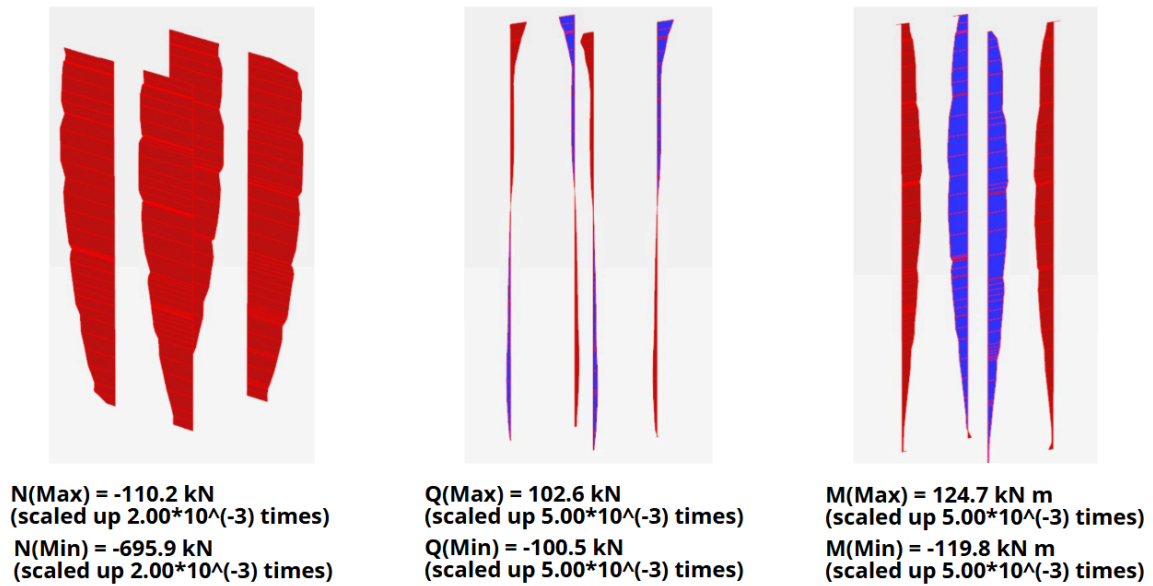 N(Max) = -110.2 kN
(scaled up 2.00*10^(-3) times)
N(Min) = -695.9 kN
(scaled up 2.00*10^(-3) times)
Q(Max) = 102.6 kN
(scaled up 5.00*10^(-3) times)
Q(Min) = -100.5 kN
(scaled up 5.00*10^(-3) times)
M(Max) = 124.7 kN m
(scaled up 5.00*10^(-3) times)
M(Min) = -119.8 kN m
(scaled up 5.00*10^(-3) times)